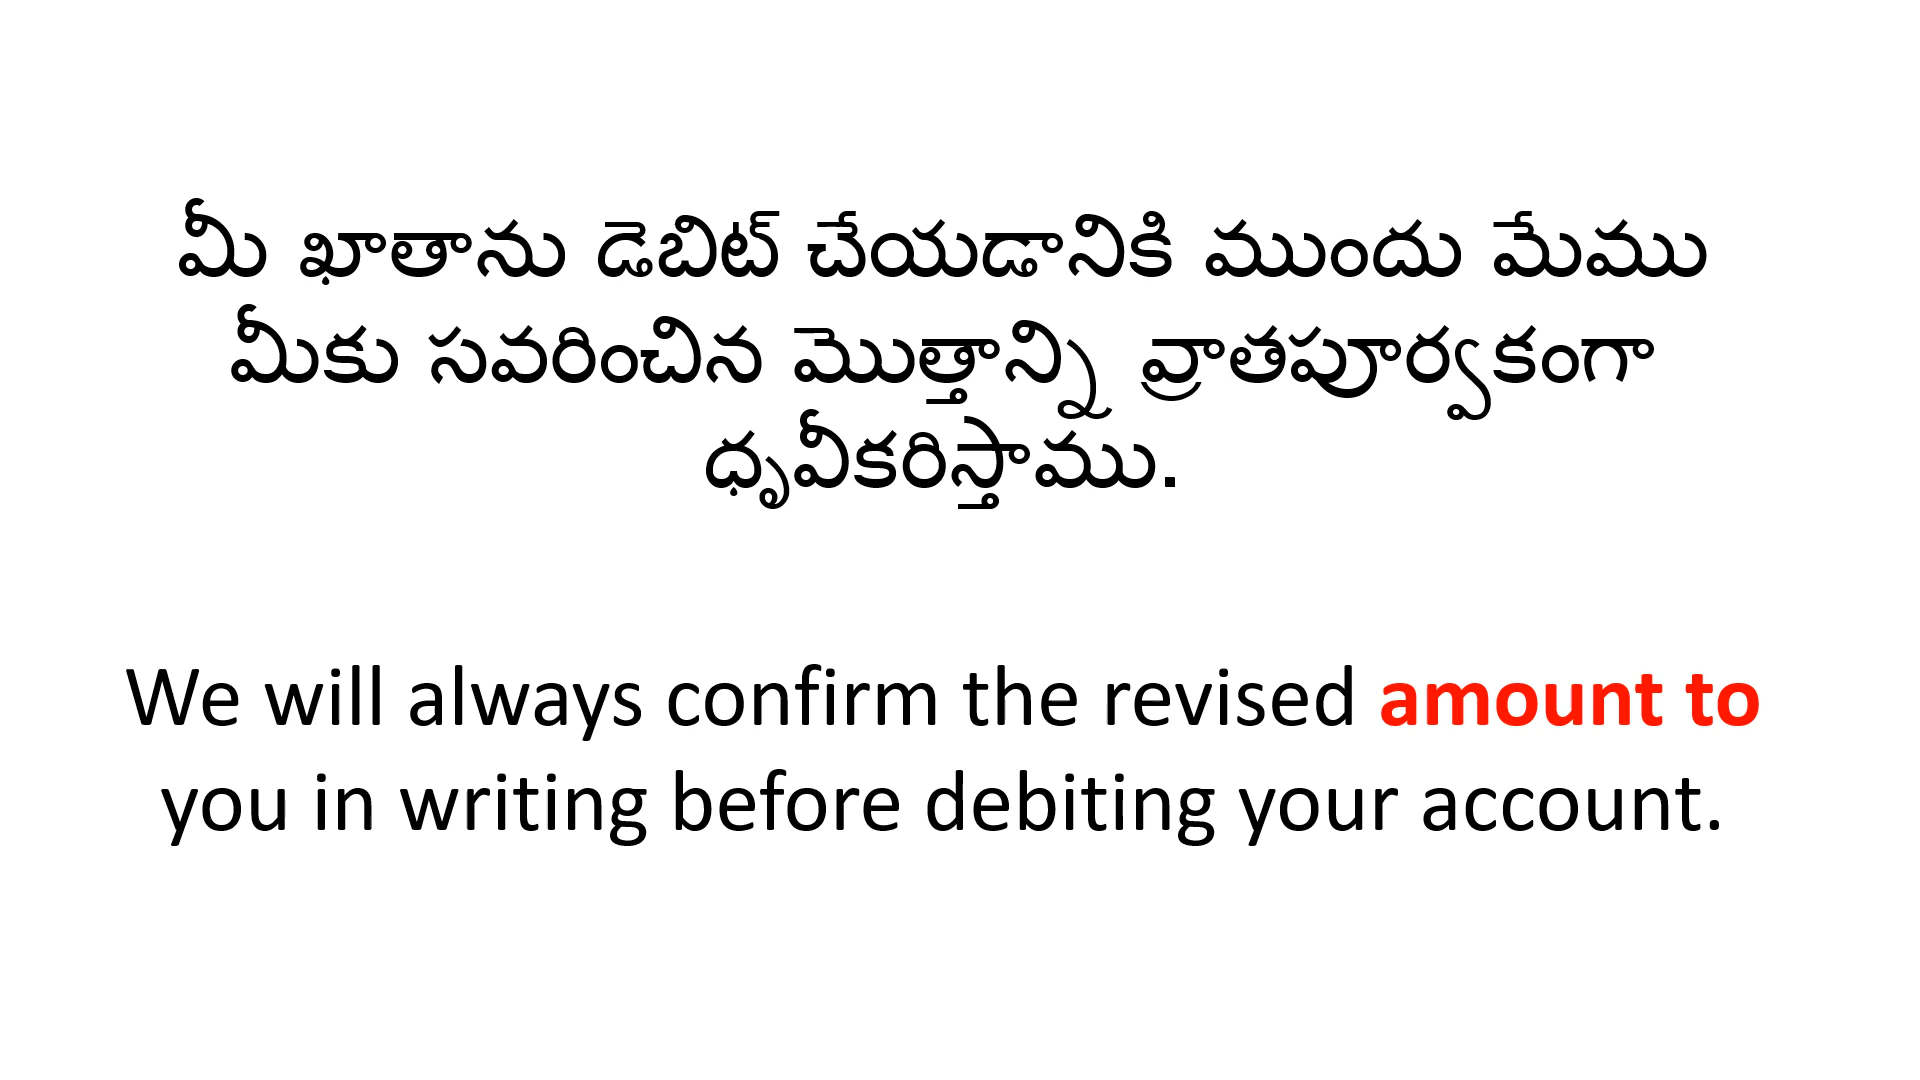 మీ ఖాతాను డెబిట్ చేయడానికి ముందు మేము
మీకు సవరించిన మొత్తాన్ని వ్రాతపూర్వకంగా
ధృవీకరిస్తాము.
We will always confirm the revised amount to
you in writing before debiting your account.